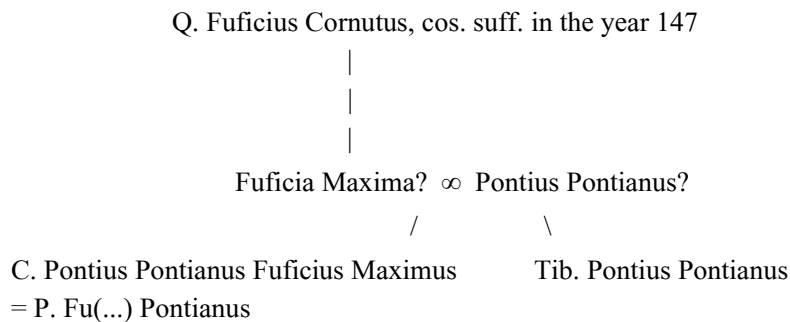 Q. Fuficius Cornutus, cos. suff. in the year 147
|
|
|
Fuficia Maxima? ∞ Pontius Pontianus?
/ \
C. Pontius Pontianus Fuficius Maximus Tib. Pontius Pontianus
= P. Fu(...) Pontianus